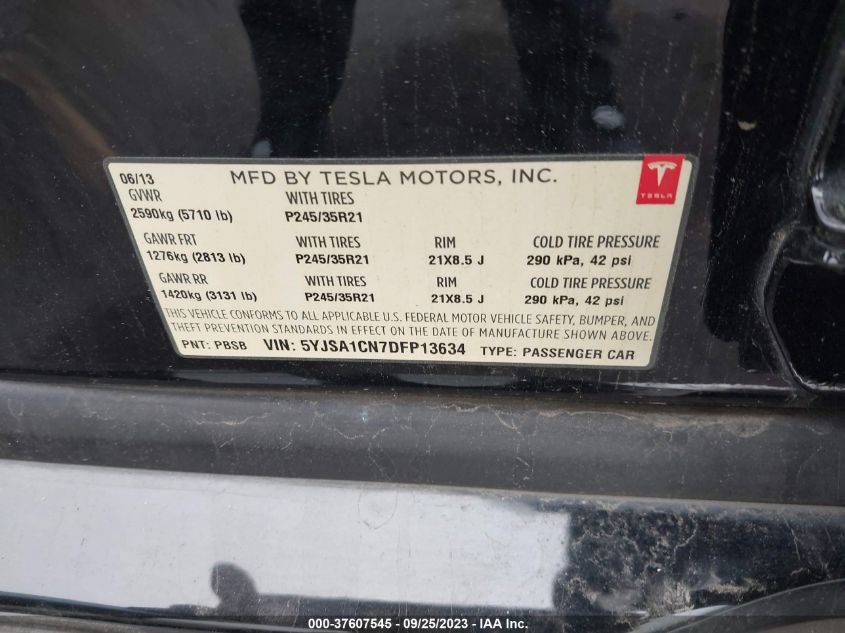 06/13 MFD BY TESLA MOTORS, INC.
TESLA
GVWR WITH TIRES
2590kg (5710 lb) P245/35R21
GAWR FRT WITH TIRES RIM COLD TIRE PRESSURE
1276kg (2813 lb) P245/35R21 21X8.5 J 290 kPa, 42 psi
GAWR RR WITH TIRES RIM COLD TIRE PRESSURE
1420kg (3131 lb) P245/35R21 21X8.5 J 290 kPa, 42 psi
THIS VEHICLE CONFORMS TO ALL APPLICABLE U.S. FEDERAL MOTOR VEHICLE SAFETY, BUMPER, AND
THEFT PREVENTION STANDARDS IN EFFECT ON THE DATE OF MANUFACTURE SHOWN ABOVE.
PNT: PBSB VIN: 5YJSA1CN7DFP13634 TYPE: PASSENGER CAR
000-37607545 - 09/25/2023 - IAA Inc.